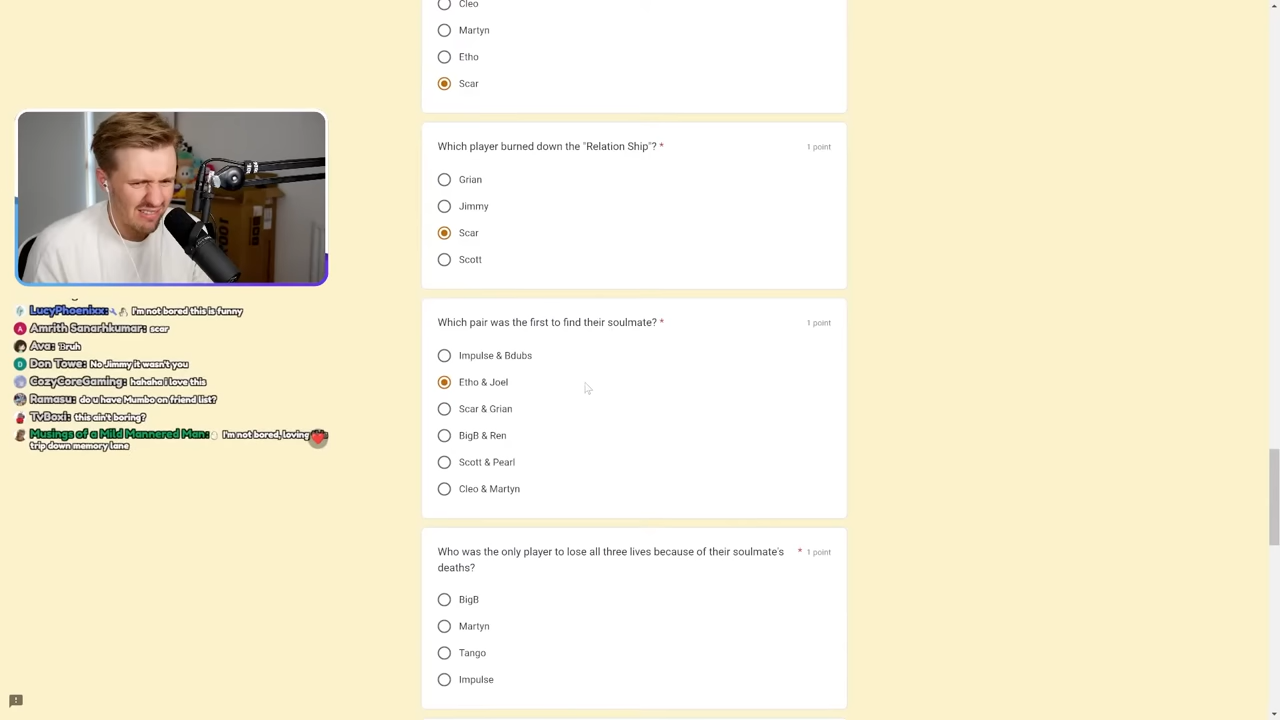 Cleo
Martyn
Etho
Scar
Which player burned down the "Relation Ship"? *
1 point
Grian
Jimmy
Scar
Scott
Which pair was the first to find their soulmate? *
1 point
Impulse & Bdubs
Etho & Joel
Scar & Grian
BigB & Ren
Scott & Pearl
Cleo & Martyn
Who was the only player to lose all three lives because of their soulmate's
deaths?
* 1 point
BigB
Martyn
Tango
Impulse
LucyPhoenixx: I'm not bored this is funny
A Amrith Sanarhkumar: scar
Ava: Bruh
D Don Towe: No Jimmy it wasn't you
CozyCoreGaming: hahaha i love this
Ramasu: do u have Mumbo on friend list?
TvBoxi: this ain't boring?
Musings of a Mild Mannered Man: I'm not bored, loving
trip down memory lane